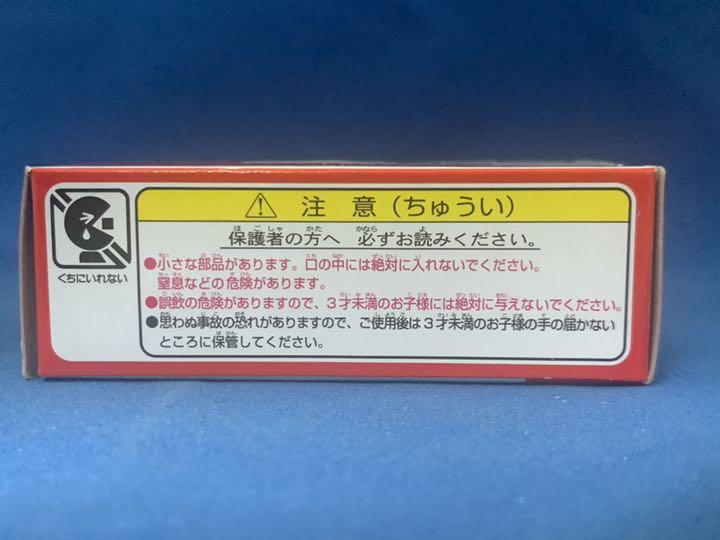 ⚠ 注意（ちゅうい）
保護者の方へ 必ずお読みください。
●小さな部品があります。口の中には絶対に入れないでください。
窒息などの危険があります。
●誤飲の危険がありますので、3才未満のお子様には絶対に与えないでください。
●思わぬ事故の恐れがありますので、ご使用後は3才未満のお子様の手の届かない
ところに保管してください。
くちにいれない